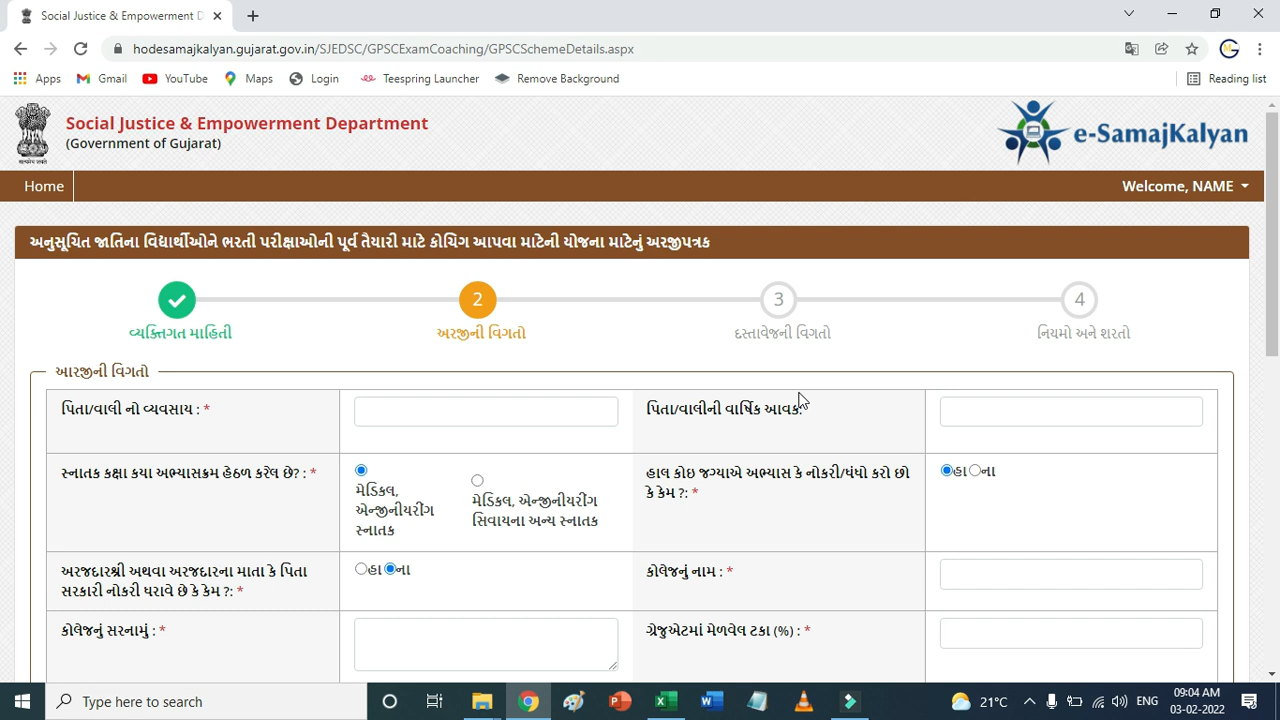 Social Justice & Empowerment D
hodesamajkalyan.gujarat.gov.in/SJEDSC/GPSCExamCoaching/GPSCSchemeDetails.aspx
Apps Gmail YouTube Maps Login Teespring Launcher Remove Background Reading list
Social Justice & Empowerment Department
(Government of Gujarat)
e-SamajKalyan
Home
Welcome, NAME
અનુસૂચિત જાતિના વિદ્યાર્થીઓને ભરતી પરીક્ષાઓની પૂર્વ તૈયારી માટે કોચિંગ આપવા માટેની યોજના માટેનું અરજીપત્રક
2 3 4
વ્યક્તિગત માહિતી
અરજીની વિગતો
દસ્તાવેજની વિગતો
નિયમો અને શરતો
આરજીની વિગતો
પિતા/વાલી નો વ્યવસાય : *
પિતા/વાલીની વાર્ષિક આવક:
સ્નાતક કક્ષા કયા અભ્યાસક્રમ હેઠળ કરેલ છે? : *
મેડિકલ,
એન્જીનીયરીંગ
સ્નાતક
મેડિકલ, એન્જીનીયરીંગ
સિવાયના અન્ય સ્નાતક
હાલ કોઇ જગ્યાએ અભ્યાસ કે નોકરી/ધંધો કરો છો
કે કેમ ?: *
હા ના
અરજદારશ્રી અથવા અરજદારના માતા કે પિતા
સરકારી નોકરી ધરાવે છે કે કેમ ?: *
હા ના
કોલેજનું નામ : *
કોલેજનું સરનામું : *
ગ્રેજુએટમાં મેળવેલ ટકા (%) : *
Type here to search
21°C
ENG
09:04 AM
03-02-2022